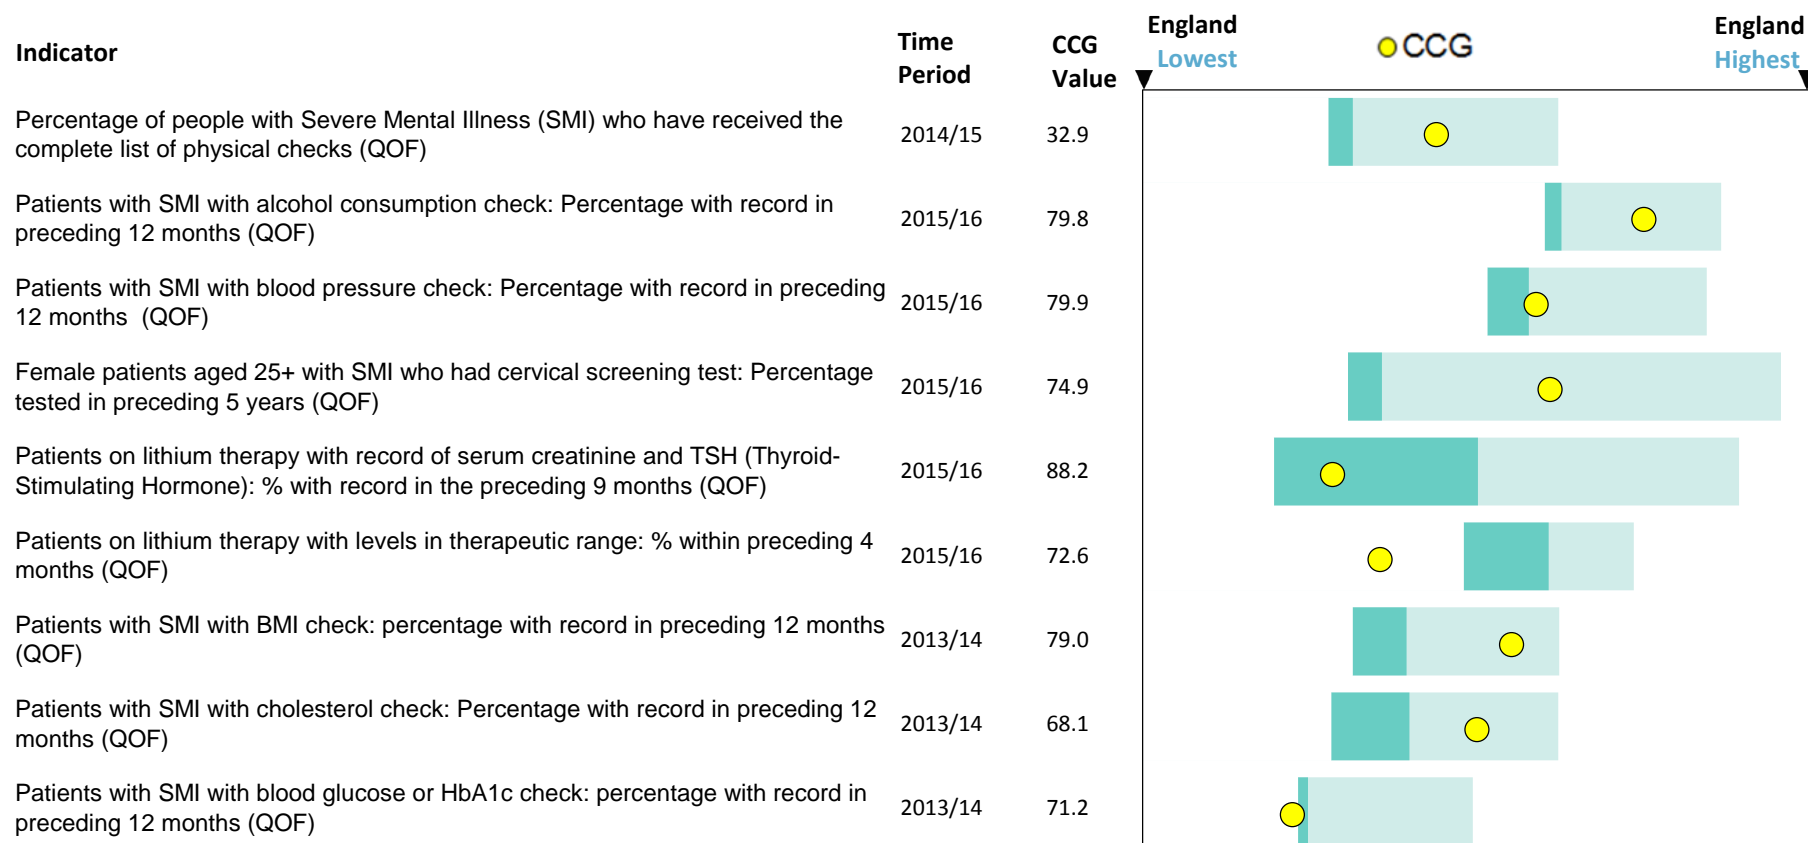 Indicator
Time
Period
CCG
Value
England
Lowest
CCG
England
Highest
Percentage of people with Severe Mental Illness (SMI) who have received the
complete list of physical checks (QOF)
2014/15
32.9
Patients with SMI with alcohol consumption check: Percentage with record in
preceding 12 months (QOF)
2015/16
79.8
Patients with SMI with blood pressure check: Percentage with record in preceding
12 months (QOF)
2015/16
79.9
Female patients aged 25+ with SMI who had cervical screening test: Percentage
tested in preceding 5 years (QOF)
2015/16
74.9
Patients on lithium therapy with record of serum creatinine and TSH (Thyroid-
Stimulating Hormone): % with record in the preceding 9 months (QOF)
2015/16
88.2
Patients on lithium therapy with levels in therapeutic range: % within preceding 4
months (QOF)
2015/16
72.6
Patients with SMI with BMI check: percentage with record in preceding 12 months
(QOF)
2013/14
79.0
Patients with SMI with cholesterol check: Percentage with record in preceding 12
months (QOF)
2013/14
68.1
Patients with SMI with blood glucose or HbA1c check: percentage with record in
preceding 12 months (QOF)
2013/14
71.2